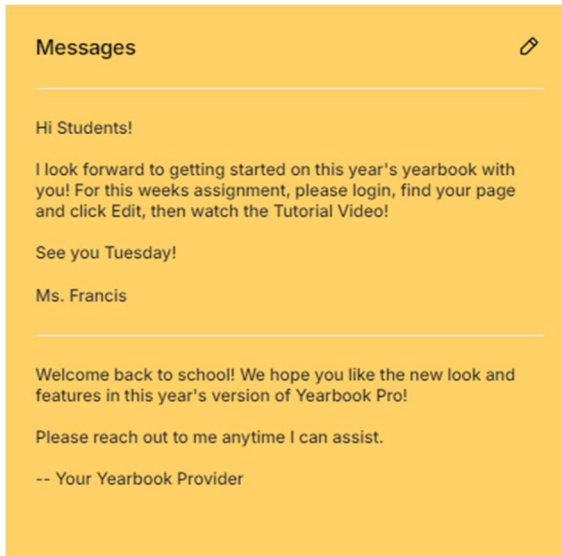 Messages
Hi Students!
I look forward to getting started on this year's yearbook with
you! For this weeks assignment, please login, find your page
and click Edit, then watch the Tutorial Video!
See you Tuesday!
Ms. Francis
Welcome back to school! We hope you like the new look and
features in this year's version of Yearbook Pro!
Please reach out to me anytime I can assist.
-- Your Yearbook Provider